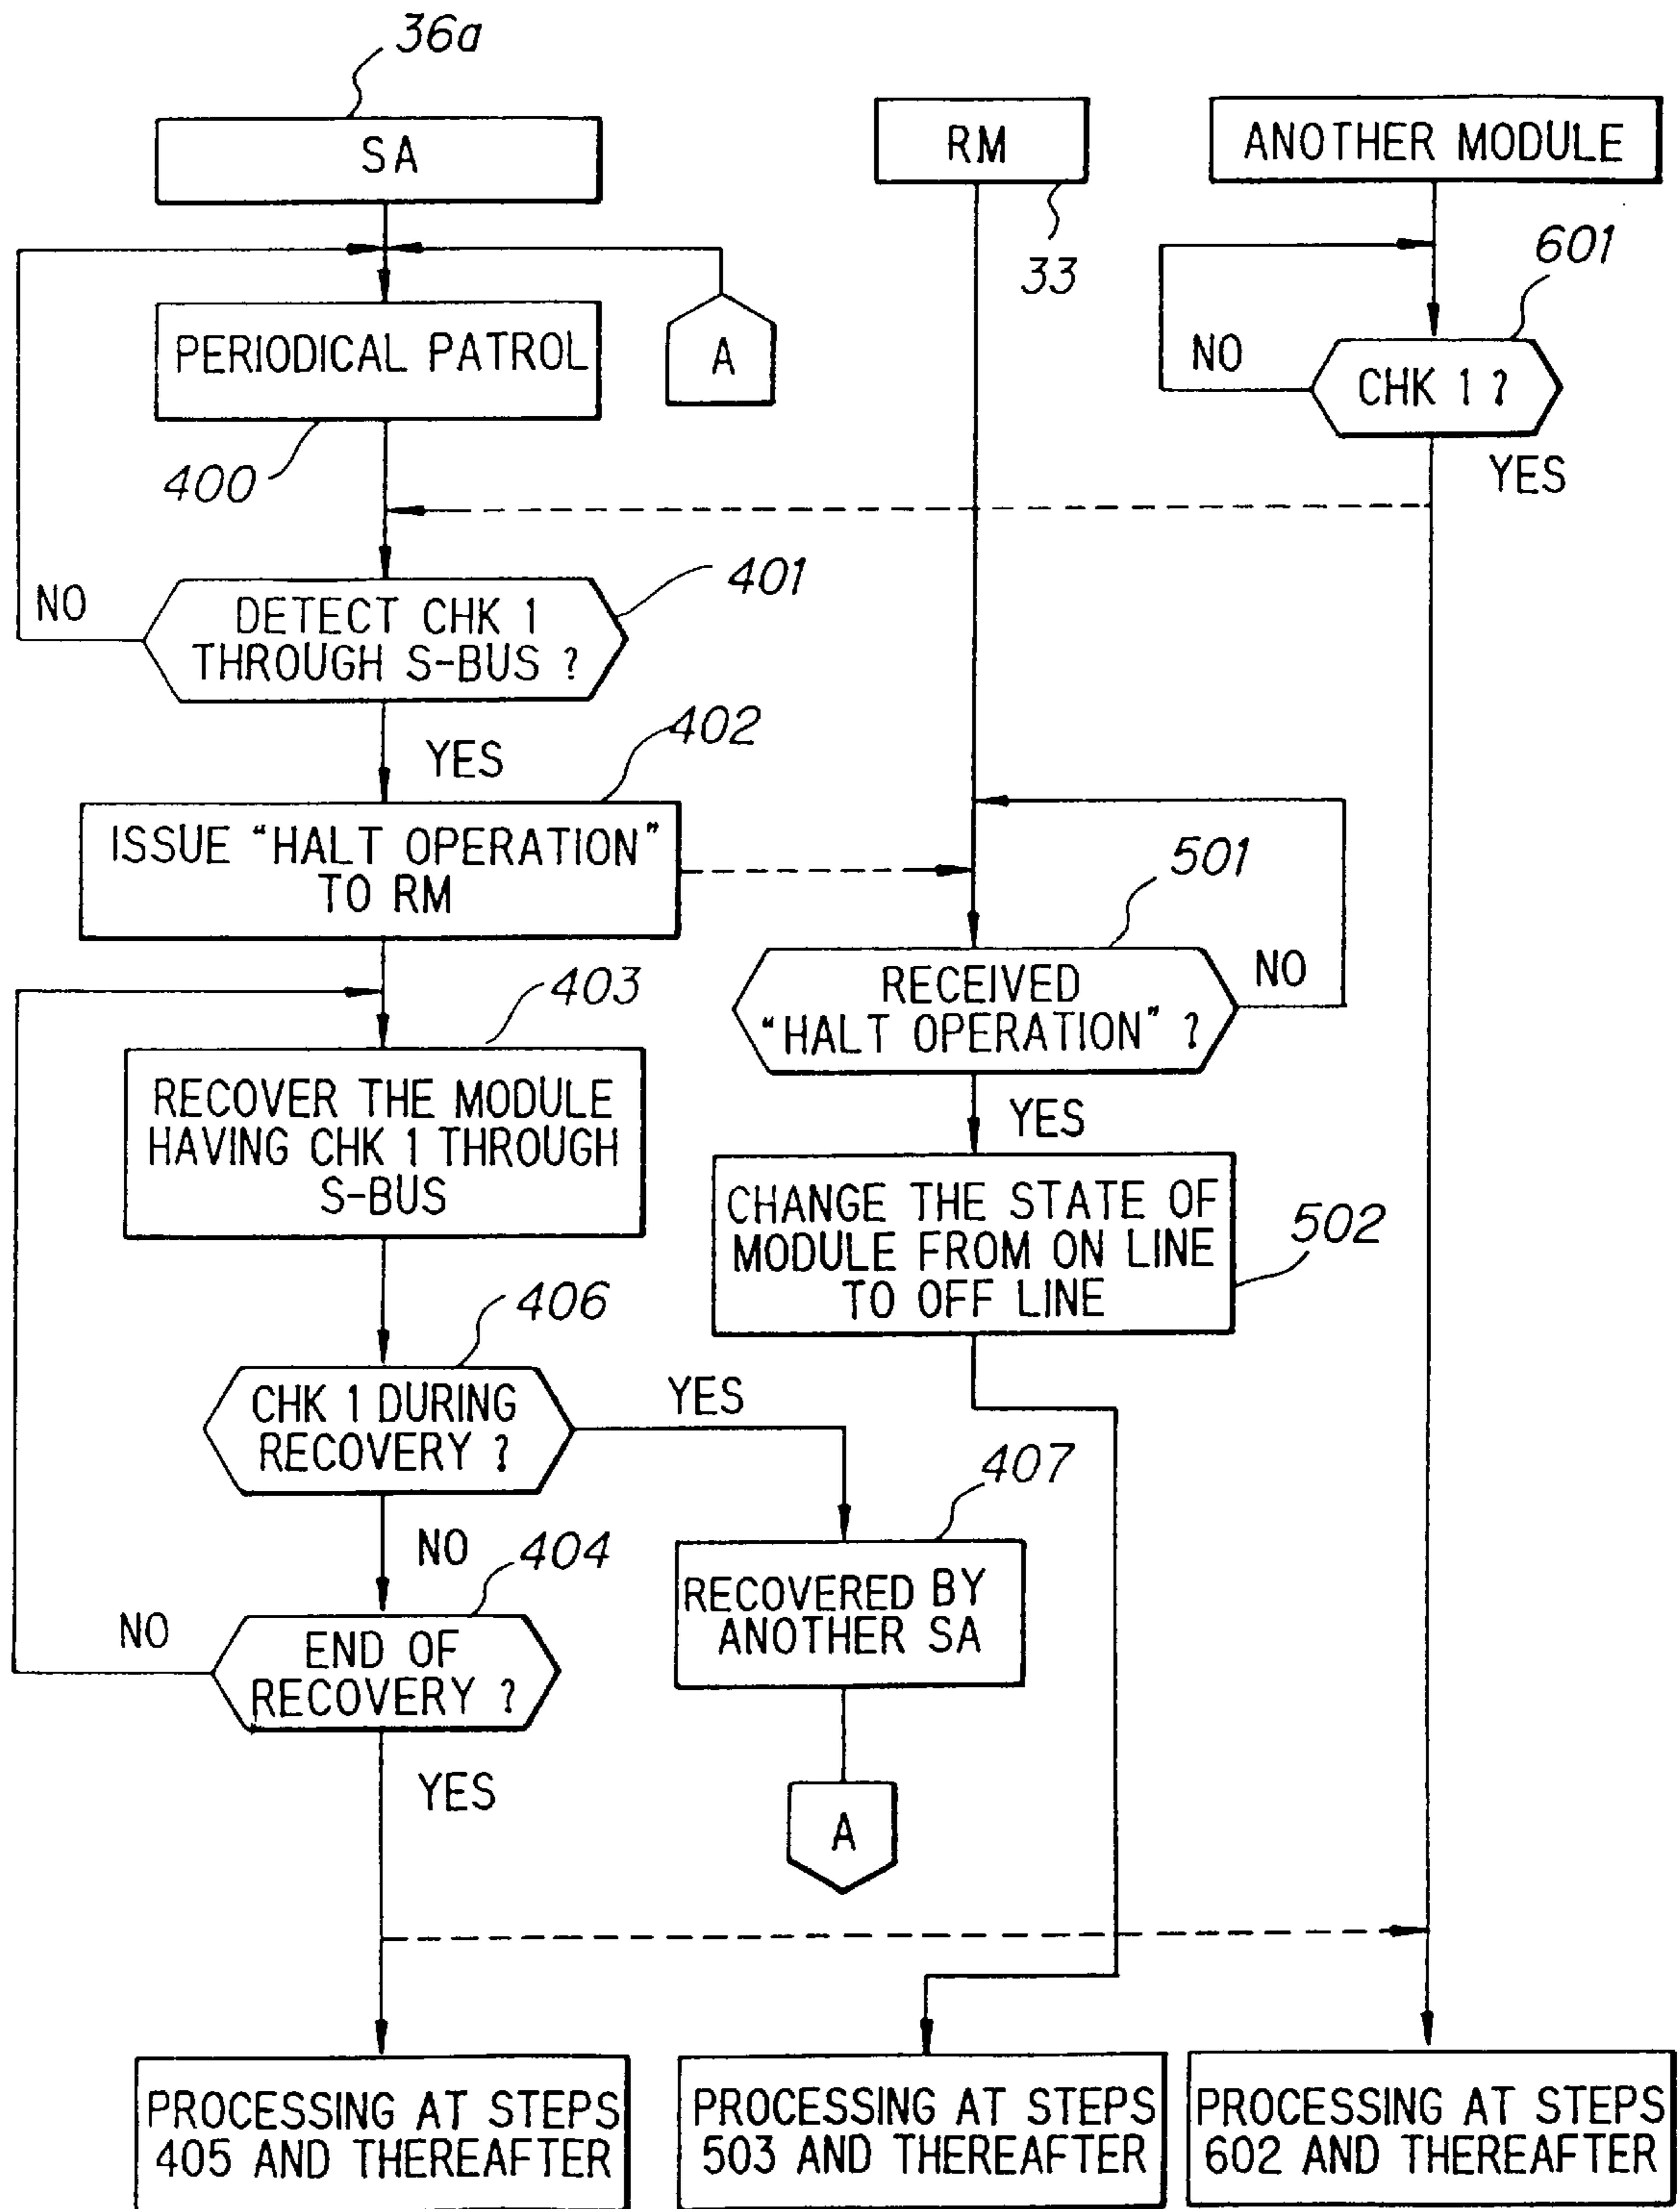 36a
SA
RM
33
ANOTHER MODULE
PERIODICAL PATROL
400
A
601
NO
CHK 1 ?
YES
NO
401
DETECT CHK 1
THROUGH S-BUS ?
YES
402
ISSUE "HALT OPERATION"
TO RM
501
RECEIVED
"HALT OPERATION" ?
NO
YES
403
RECOVER THE MODULE
HAVING CHK 1 THROUGH
S-BUS
CHANGE THE STATE OF
MODULE FROM ON LINE
TO OFF LINE
502
406
CHK 1 DURING
RECOVERY ?
YES
407
NO
404
RECOVERED BY
ANOTHER SA
NO
END OF
RECOVERY ?
YES
A
PROCESSING AT STEPS
405 AND THEREAFTER
PROCESSING AT STEPS
503 AND THEREAFTER
PROCESSING AT STEPS
602 AND THEREAFTER